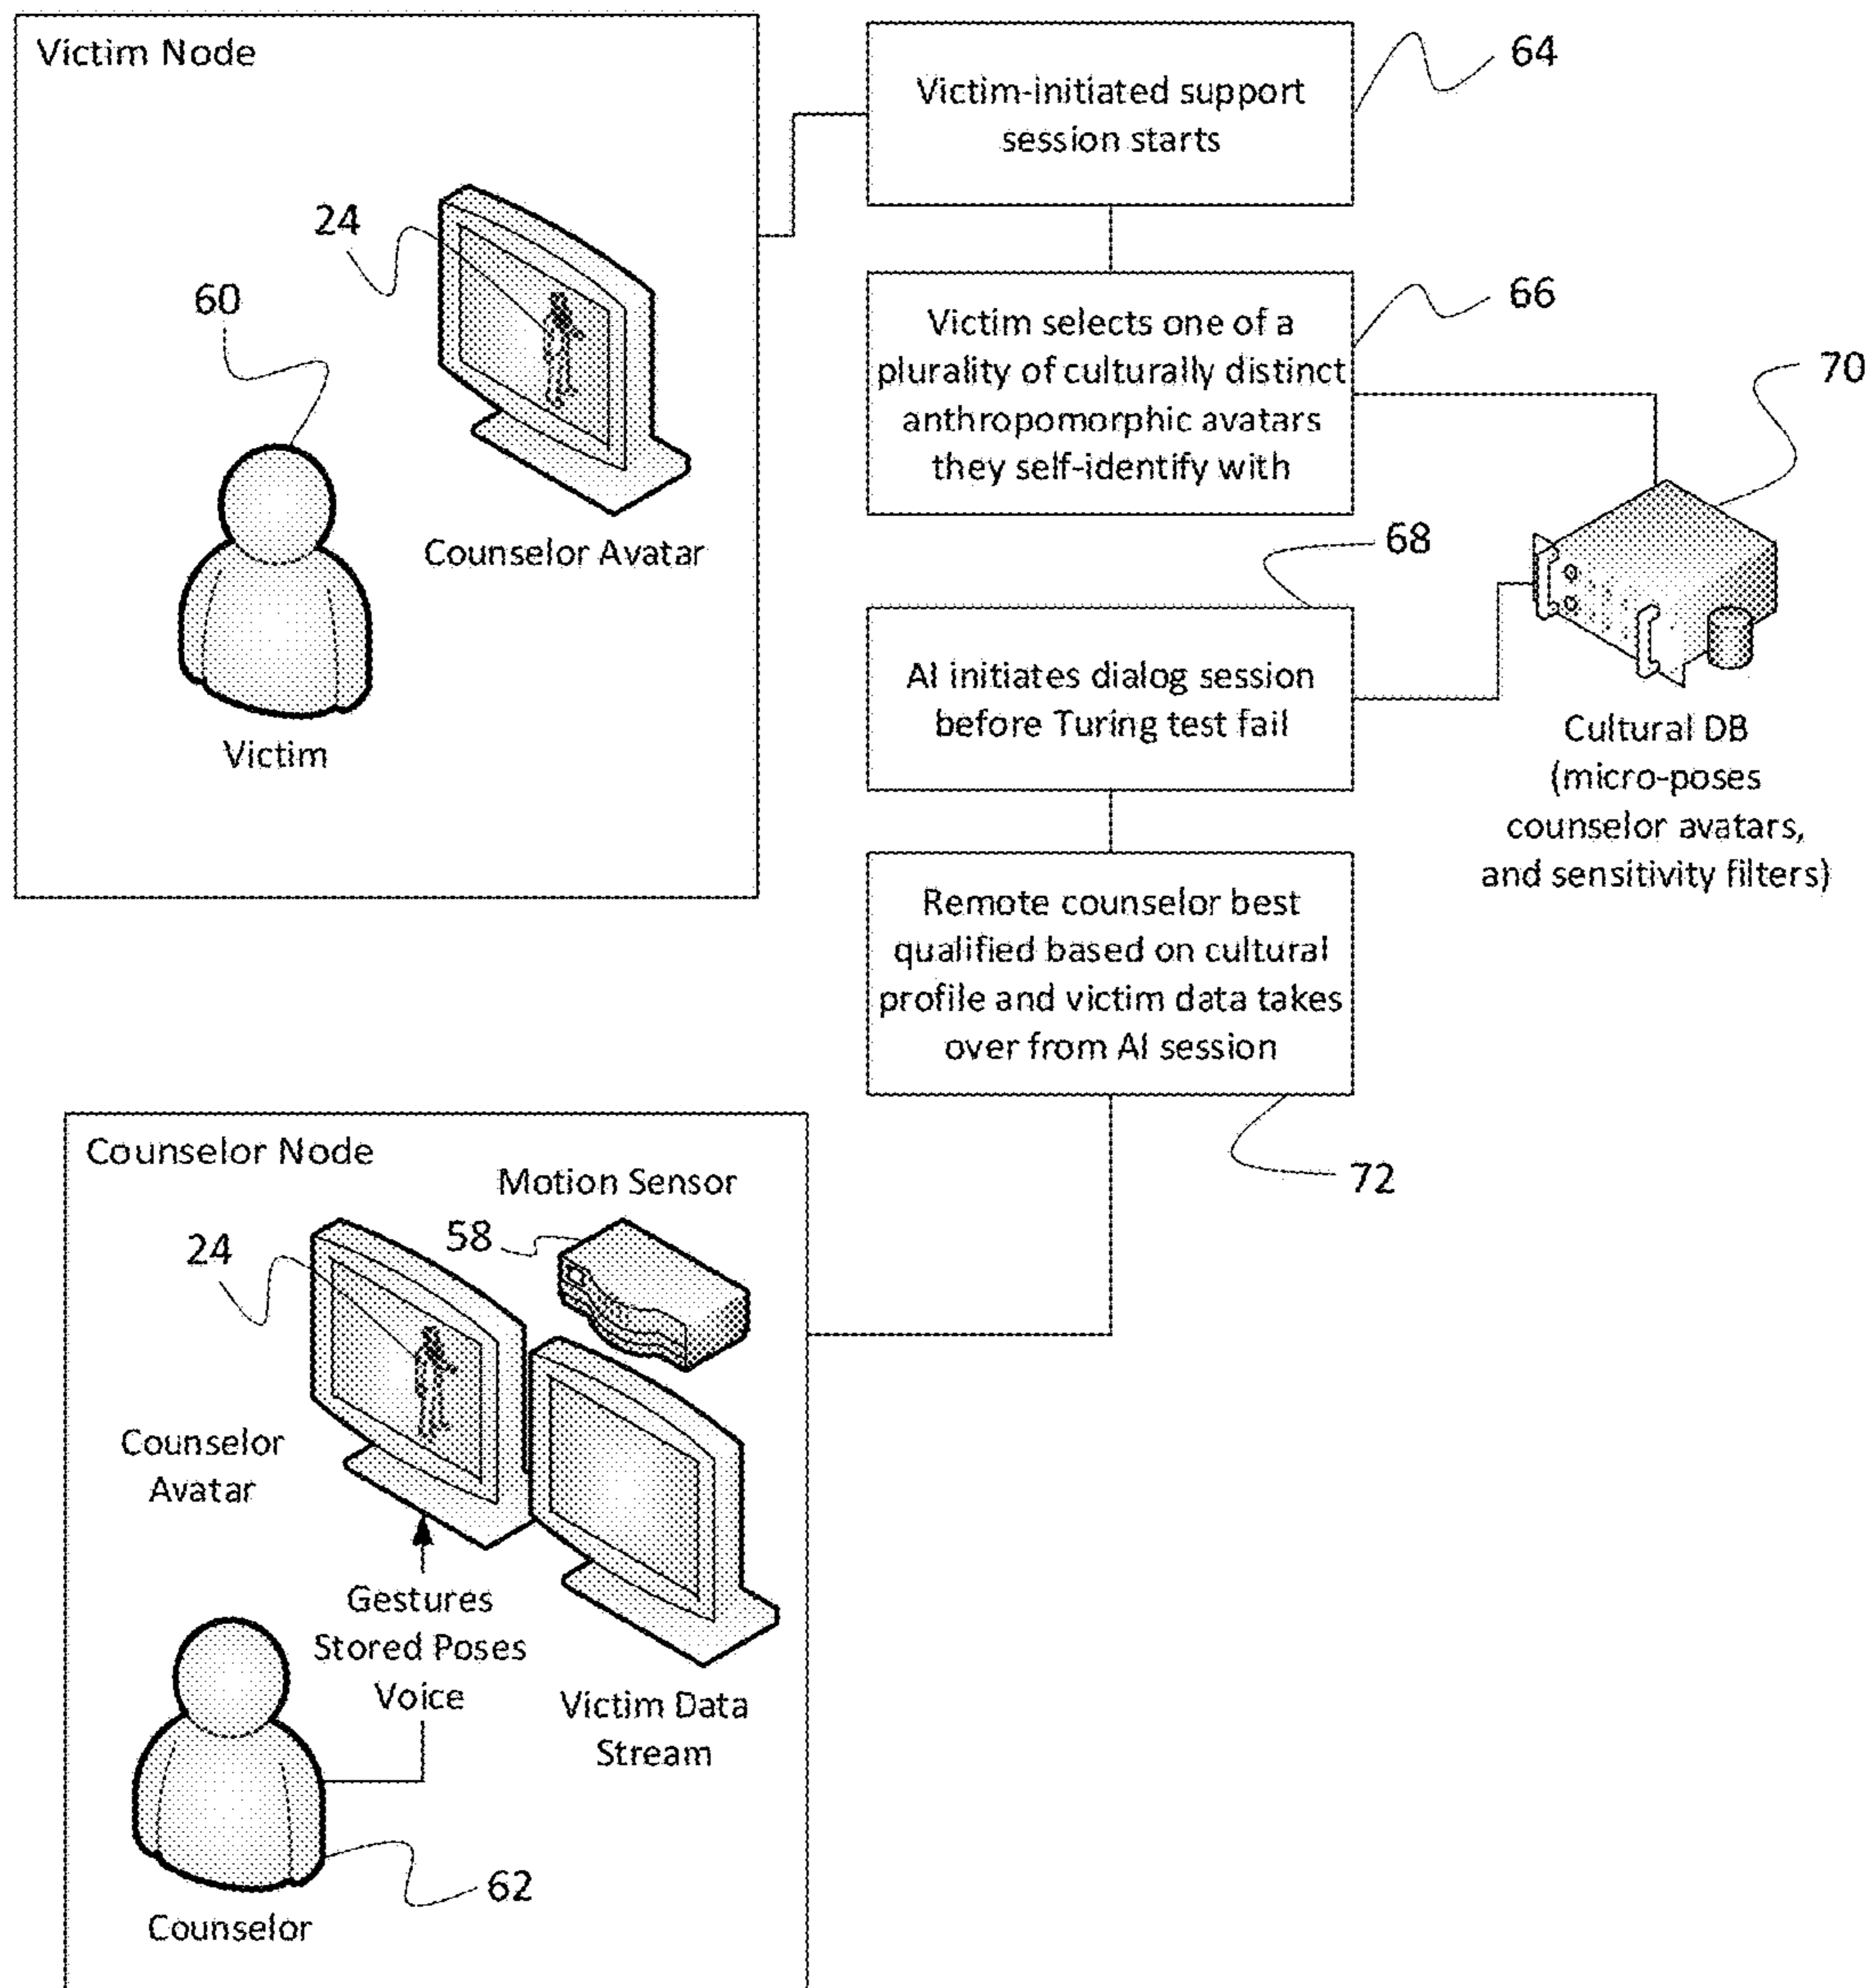 Victim Node
24
60
Counselor Avatar
Victim
Victim-initiated support
session starts
64
Victim selects one of a
plurality of culturally distinct
anthropomorphic avatars
they self-identify with
66
70
68
AI initiates dialog session
before Turing test fail
Cultural DB
(micro-poses
counselor avatars,
and sensitivity filters)
Remote counselor best
qualified based on cultural
profile and victim data takes
over from AI session
72
Counselor Node
Motion Sensor
58
24
Counselor
Avatar
Gestures
Stored Poses
Voice
Victim Data
Stream
62
Counselor